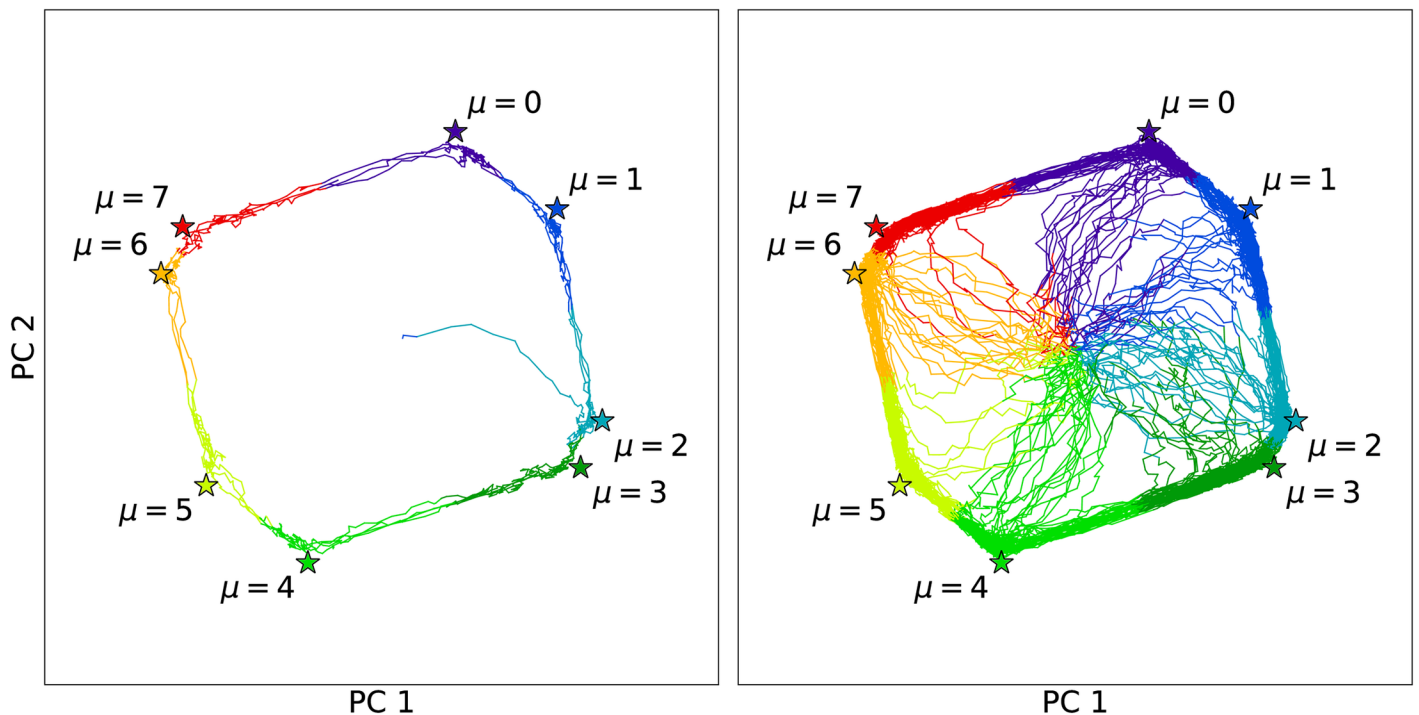 μ = 0
μ = 1
μ = 7
μ = 6
μ = 2
μ = 3
μ = 5
μ = 4
PC 2
PC 1
μ = 0
μ = 1
μ = 7
μ = 6
μ = 2
μ = 3
μ = 5
μ = 4
PC 1